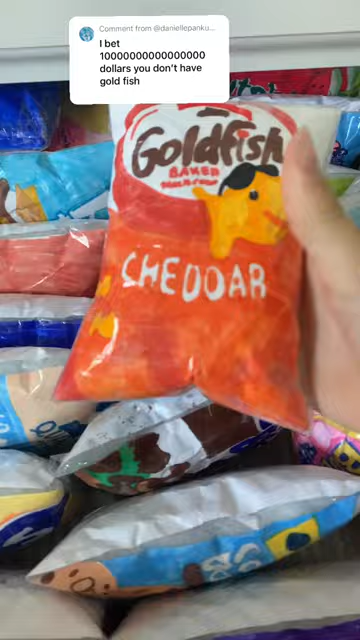 Comment from @daniellepanku...
I bet
10000000000000000
dollars you don't have
gold fish
Goldfish
BAKED
CHEDDAR